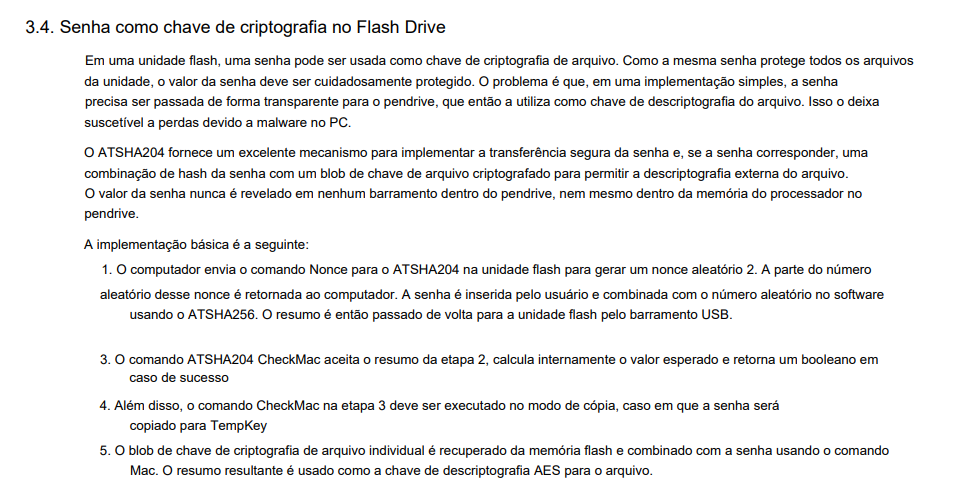 3.4. Senha como chave de criptografia no Flash Drive
Em uma unidade flash, uma senha pode ser usada como chave de criptografia de arquivo. Como a mesma senha protege todos os arquivos
da unidade, o valor da senha deve ser cuidadosamente protegido. O problema é que, em uma implementação simples, a senha
precisa ser passada de forma transparente para o pendrive, que então a utiliza como chave de descriptografia do arquivo. Isso o deixa
suscetível a perdas devido a malware no PC.
O ATSHA204 fornece um excelente mecanismo para implementar a transferência segura da senha e, se a senha corresponder, uma
combinação de hash da senha com um blob de chave de arquivo criptografado para permitir a descriptografia externa do arquivo.
O valor da senha nunca é revelado em nenhum barramento dentro do pendrive, nem mesmo dentro da memória do processador no
pendrive.
A implementação básica é a seguinte:
1. O computador envia o comando Nonce para o ATSHA204 na unidade flash para gerar um nonce aleatório 2. A parte do número
aleatório desse nonce é retornada ao computador. A senha é inserida pelo usuário e combinada com o número aleatório no software
usando o ATSHA256. O resumo é então passado de volta para a unidade flash pelo barramento USB.
3. O comando ATSHA204 CheckMac aceita o resumo da etapa 2, calcula internamente o valor esperado e retorna um booleano em
caso de sucesso
4. Além disso, o comando CheckMac na etapa 3 deve ser executado no modo de cópia, caso em que a senha será
copiado para TempKey
5. O blob de chave de criptografia de arquivo individual é recuperado da memória flash e combinado com a senha usando o comando
Mac. O resumo resultante é usado como a chave de descriptografia AES para o arquivo.